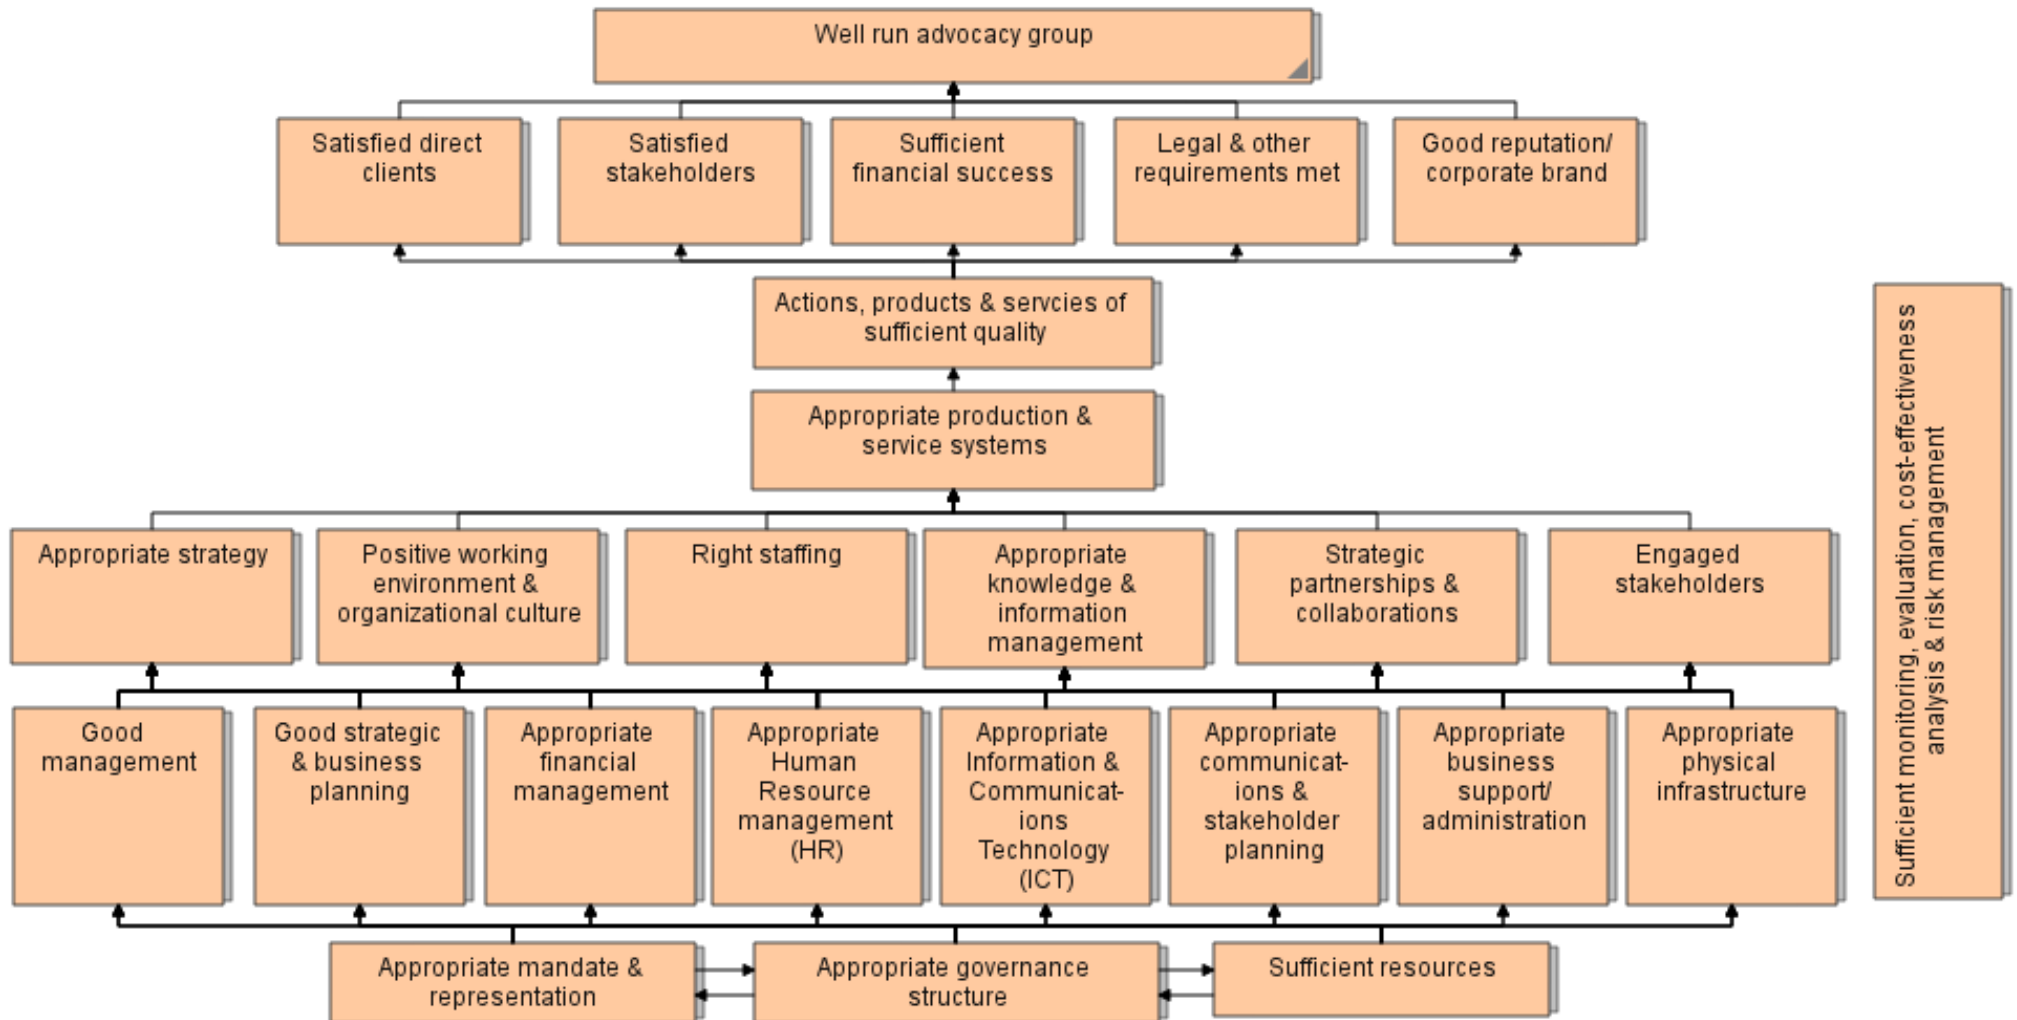 Well run advocacy group
Satisfied direct
clients
Satisfied
stakeholders
Sufficient
financial success
Legal & other
requirements met
Good reputation/
corporate brand
Actions, products & servcies of
sufficient quality
Appropriate production &
service systems
Appropriate strategy
Positive working
environment &
organizational culture
Right staffing
Appropriate
knowledge &
information
management
Strategic
partnerships &
collaborations
Engaged
stakeholders
Good
management
Good strategic
& business
planning
Appropriate
financial
management
Appropriate
Human
Resource
management
(HR)
Appropriate
Information &
Communicat-
ions
Technology
(ICT)
Appropriate
communicat-
ions &
stakeholder
planning
Appropriate
business
support/
administration
Appropriate
physical
infrastructure
Appropriate mandate &
representation
Appropriate governance
structure
Sufficient resources
Sufficient monitoring, evaluation, cost-effectiveness
analysis & risk management